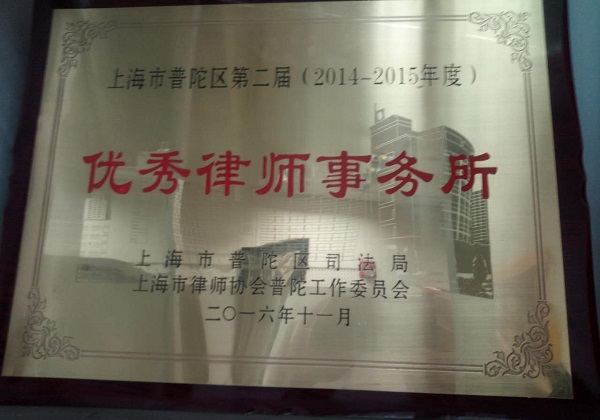 上海市普陀区第二届（2014-2015年度）
优秀律师事务所
上海市普陀区司法局
上海市律师协会普陀工作委员会
二〇一六年十一月